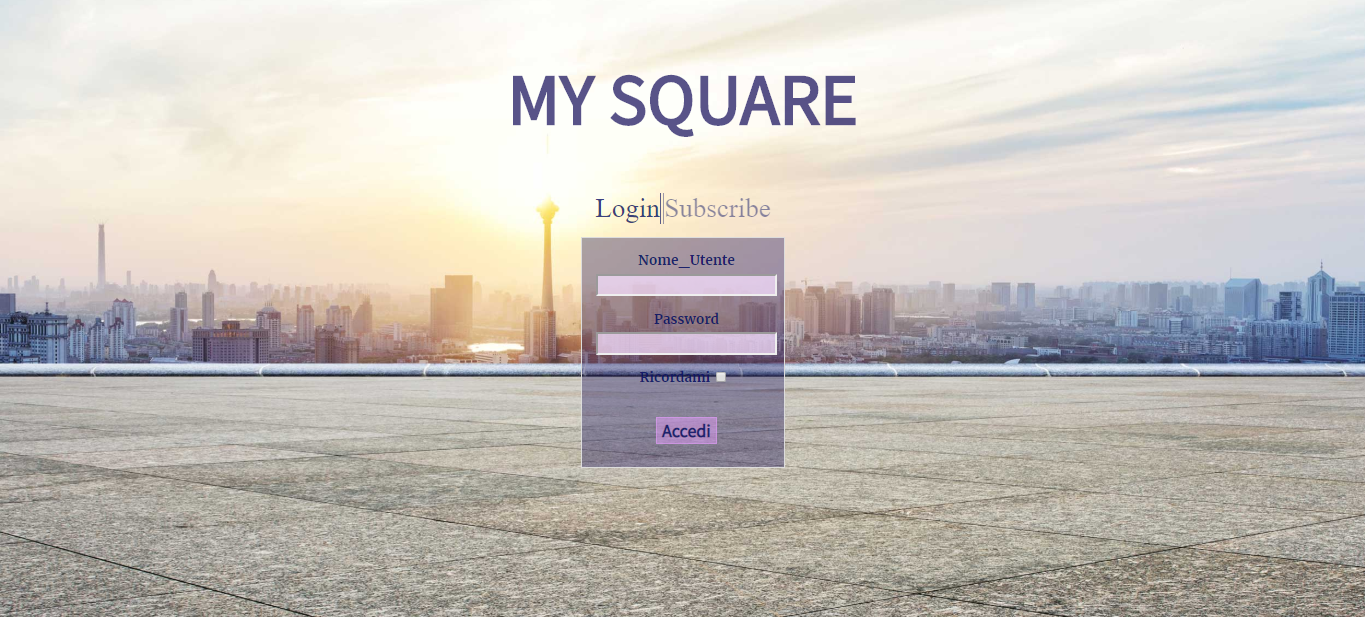 MY SQUARE
Login Subscribe
Nome_Utente
Password
Ricordami
Accedi